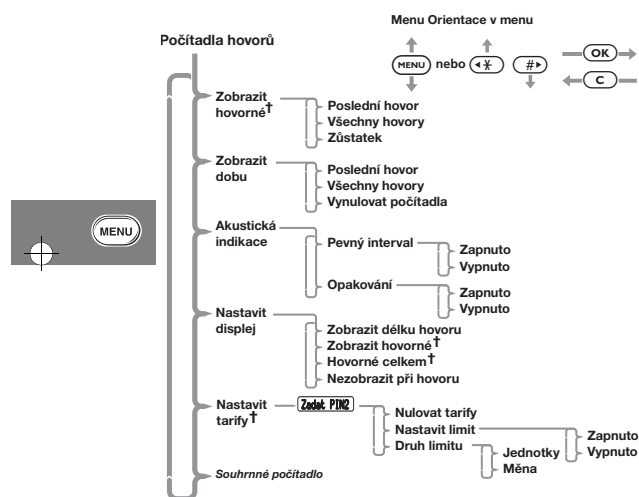 Menu Orientace v menu
MENU nebo ◂* #▸
OK
C
Počítadla hovorů
MENU
Zobrazit
hovorné†
Poslední hovor
Všechny hovory
Zůstatek
Zobrazit
dobu
Poslední hovor
Všechny hovory
Vynulovat počítadla
Akustická
indikace
Pevný interval
Zapnuto
Vypnuto
Opakování
Zapnuto
Vypnuto
Nastavit
displej
Zobrazit délku hovoru
Zobrazit hovorné†
Hovorné celkem†
Nezobrazit při hovoru
Nastavit
tarify†
Zadat PIN2
Nulovat tarify
Nastavit limit
Zapnuto
Vypnuto
Druh limitu
Jednotky
Měna
Souhrnné počítadlo